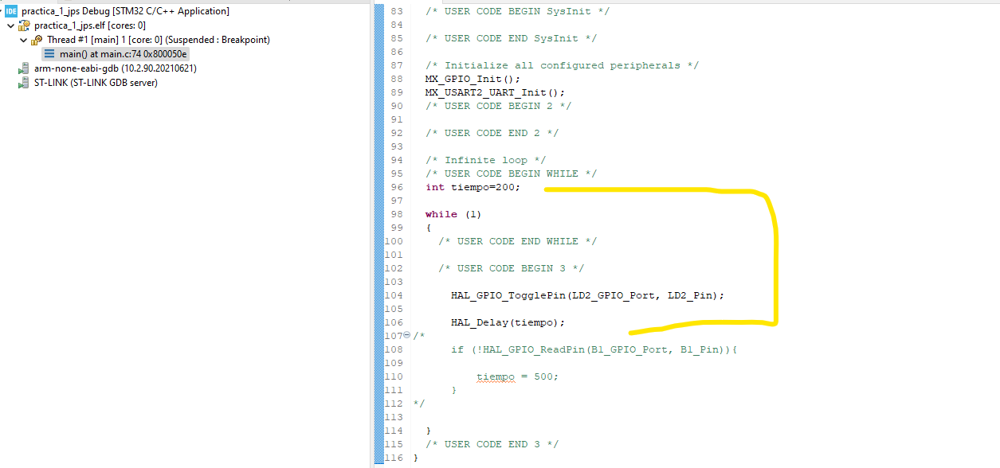 IDE practica_1_jps Debug [STM32 C/C++ Application]
practica_1_jps.elf [cores: 0]
Thread #1 [main] 1 [core: 0] (Suspended : Breakpoint)
main() at main.c:74 0x800050e
arm-none-eabi-gdb (10.2.90.20210621)
ST-LINK (ST-LINK GDB server)
83 /* USER CODE BEGIN SysInit */
84
85 /* USER CODE END SysInit */
86
87 /* Initialize all configured peripherals */
88 MX_GPIO_Init();
89 MX_USART2_UART_Init();
90 /* USER CODE BEGIN 2 */
91
92 /* USER CODE END 2 */
93
94 /* Infinite loop */
95 /* USER CODE BEGIN WHILE */
96 int tiempo=200;
97
98 while (1)
99 {
100 /* USER CODE END WHILE */
101
102 /* USER CODE BEGIN 3 */
103
104 HAL_GPIO_TogglePin(LD2_GPIO_Port, LD2_Pin);
105
106 HAL_Delay(tiempo);
107 /*
108 if (!HAL_GPIO_ReadPin(B1_GPIO_Port, B1_Pin)){
109
110 tiempo = 500;
111 }
112 */
113
114 }
115 /* USER CODE END 3 */
116 }